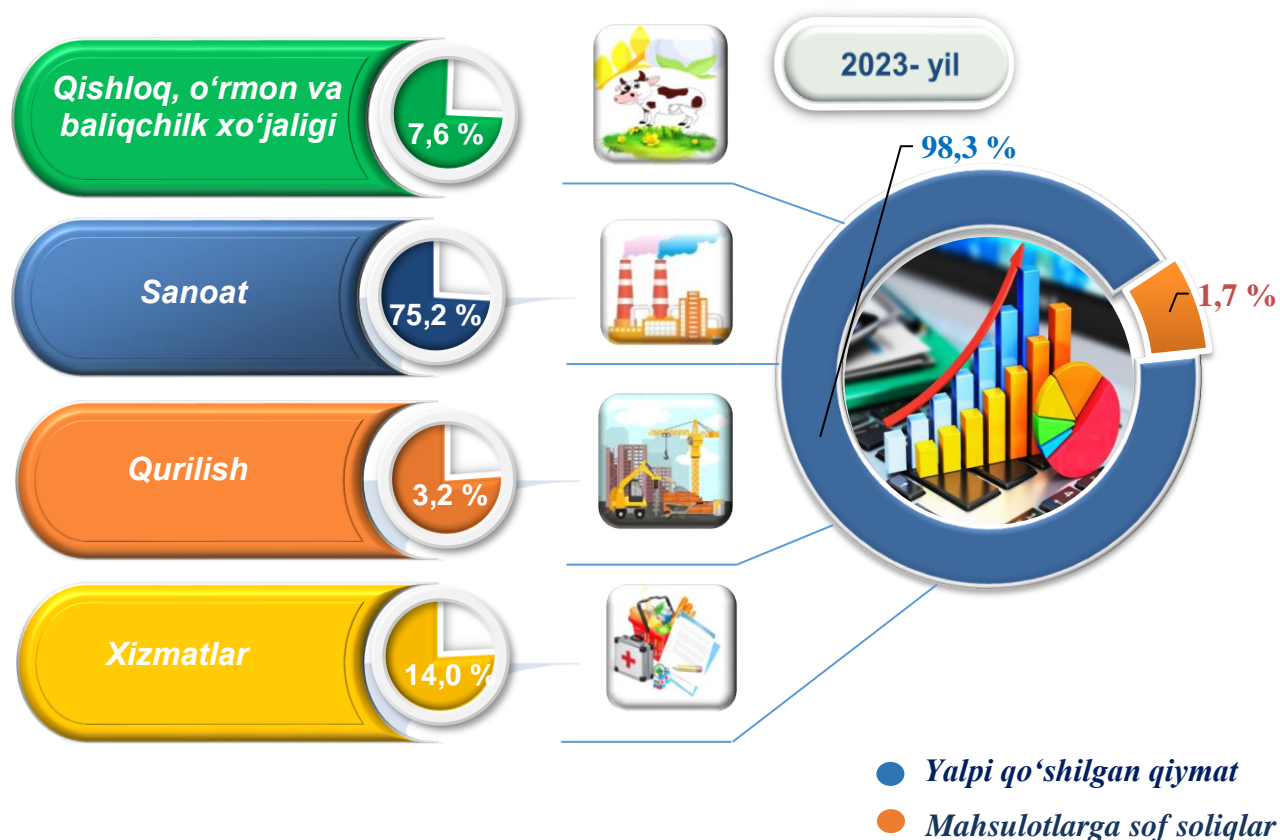 Qishloq, o‘rmon va
baliqchilk xo‘jaligi
7,6 %
Sanoat
75,2 %
Qurilish
3,2 %
Xizmatlar
14,0 %
2023- yil
98,3 %
1,7 %
Yalpi qo‘shilgan qiymat
Mahsulotlarga sof soliqlar